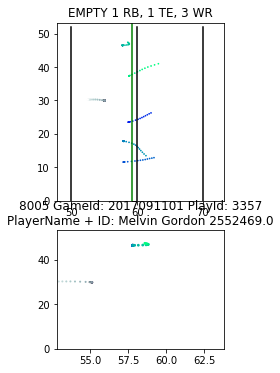 EMPTY 1 RB, 1 TE, 3 WR
50
40
30
20
10
0
50 60 70
8005 GameId: 2017091101 PlayId: 3357
PlayerName + ID: Melvin Gordon 2552469.0
40
20
0
55.0 57.5 60.0 62.5